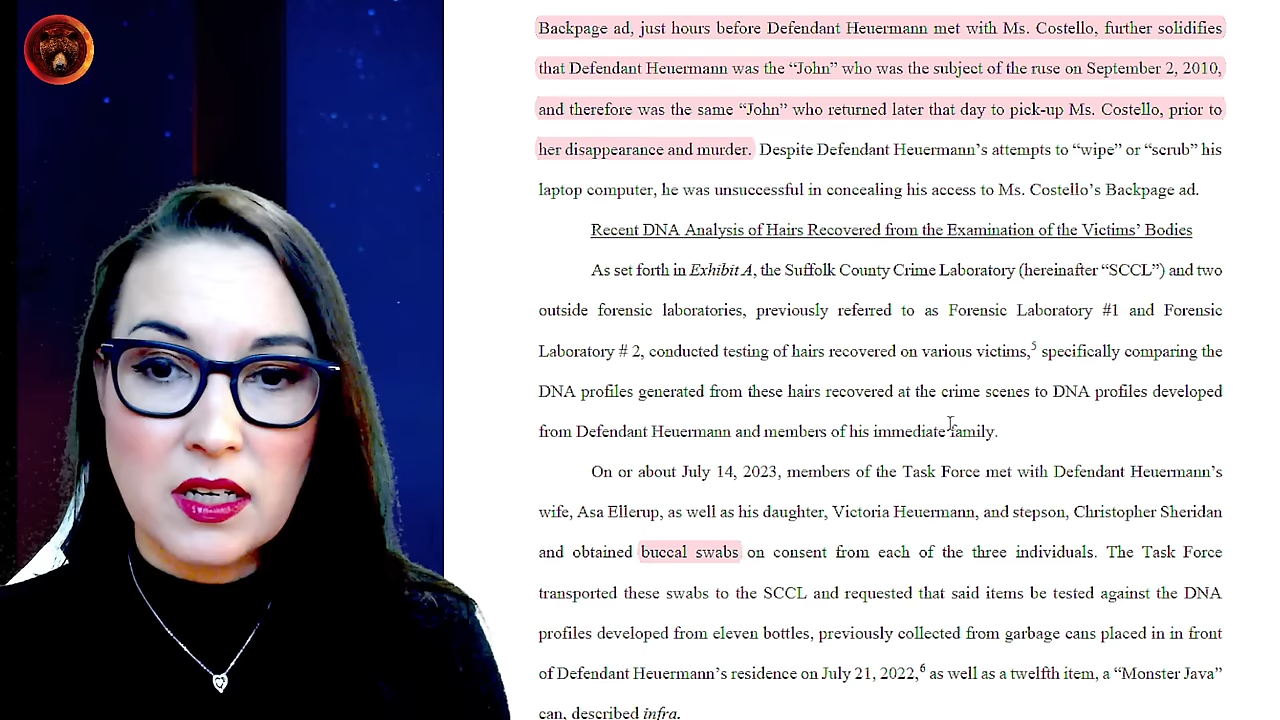 Backpage ad, just hours before Defendant Heuermann met with Ms. Costello, further solidifies
that Defendant Heuermann was the “John” who was the subject of the ruse on September 2, 2010,
and therefore was the same “John” who returned later that day to pick-up Ms. Costello, prior to
her disappearance and murder. Despite Defendant Heuermann’s attempts to “wipe” or “scrub” his
laptop computer, he was unsuccessful in concealing his access to Ms. Costello’s Backpage ad.
Recent DNA Analysis of Hairs Recovered from the Examination of the Victims’ Bodies
As set forth in Exhibit A, the Suffolk County Crime Laboratory (hereinafter “SCCL”) and two
outside forensic laboratories, previously referred to as Forensic Laboratory #1 and Forensic
Laboratory # 2, conducted testing of hairs recovered on various victims,5 specifically comparing the
DNA profiles generated from these hairs recovered at the crime scenes to DNA profiles developed
from Defendant Heuermann and members of his immediate family.
On or about July 14, 2023, members of the Task Force met with Defendant Heuermann’s
wife, Asa Ellerup, as well as his daughter, Victoria Heuermann, and stepson, Christopher Sheridan
and obtained buccal swabs on consent from each of the three individuals. The Task Force
transported these swabs to the SCCL and requested that said items be tested against the DNA
profiles developed from eleven bottles, previously collected from garbage cans placed in in front
of Defendant Heuermann’s residence on July 21, 2022,6 as well as a twelfth item, a “Monster Java”
can, described infra.